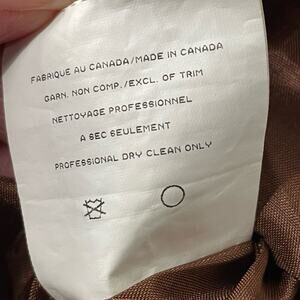 FABRIQUE AU CANADA/MADE IN CANADA
GARN. NON COMP./EXCL. OF TRIM
NETTOYAGE PROFESSIONNEL
A SEC SEULEMENT
PROFESSIONAL DRY CLEAN ONLY